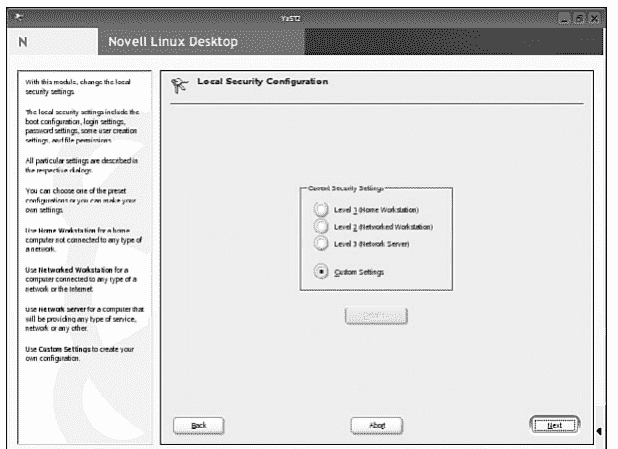 YaST2
N
Novell Linux Desktop
With this module, change the local
security settings.
The local security settings include the
boot configuration, login settings,
password settings, some user creation
settings, and file permissions.
All particular settings are described in
the respective dialogs.
You can choose one of the preset
configurations or you can make your
own settings.
Use Home Workstation for a home
computer not connected to any type of
a network.
Use Networked Workstation for a
computer connected to any type of a
network or the Internet.
Use Network Server for a computer that
will be providing any type of service,
network or any other.
Use Custom Settings to create your
own configuration.
Local Security Configuration
Current Security Settings
Level 1 (Home Workstation)
Level 2 (Networked Workstation)
Level 3 (Network Server)
Custom Settings
Details...
Back
Abort
Next